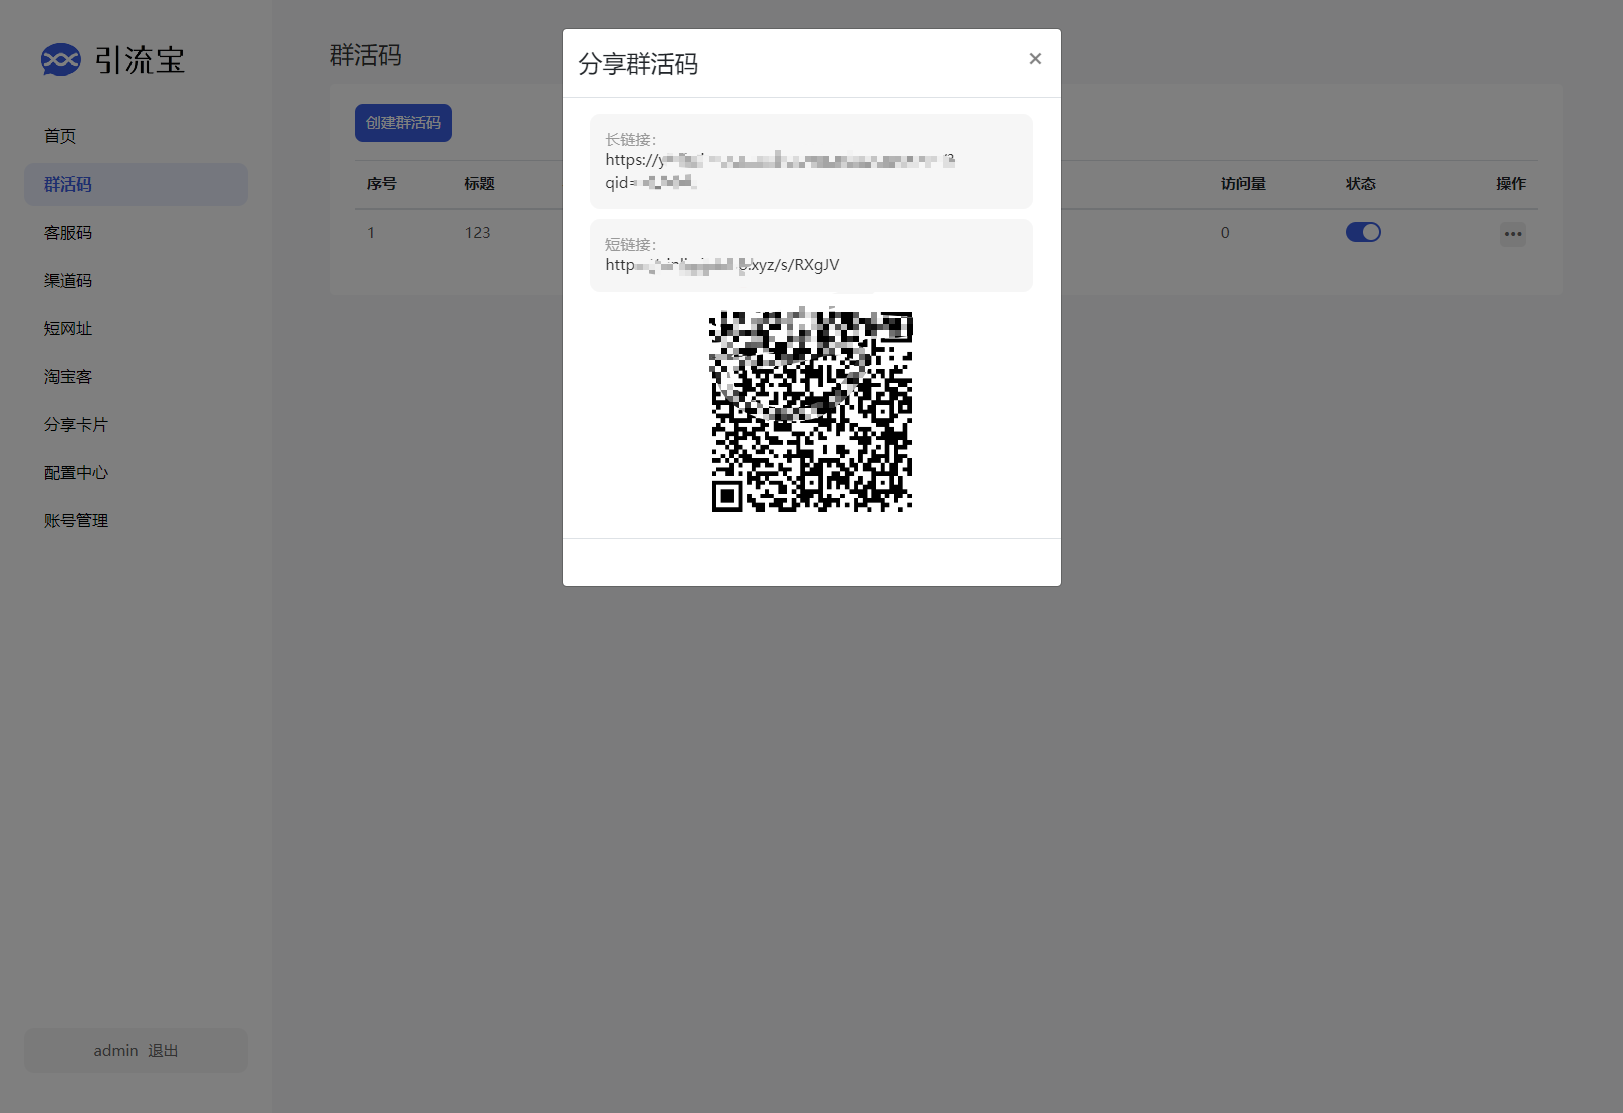 引流宝
首页
群活码
客服码
渠道码
短网址
淘宝客
分享卡片
配置中心
账号管理
admin 退出
群活码
创建群活码
序号 标题 访问量 状态 操作
1 123 0
分享群活码
×
长链接：
https://
qid=
短链接：
http .xyz/s/RXgJV